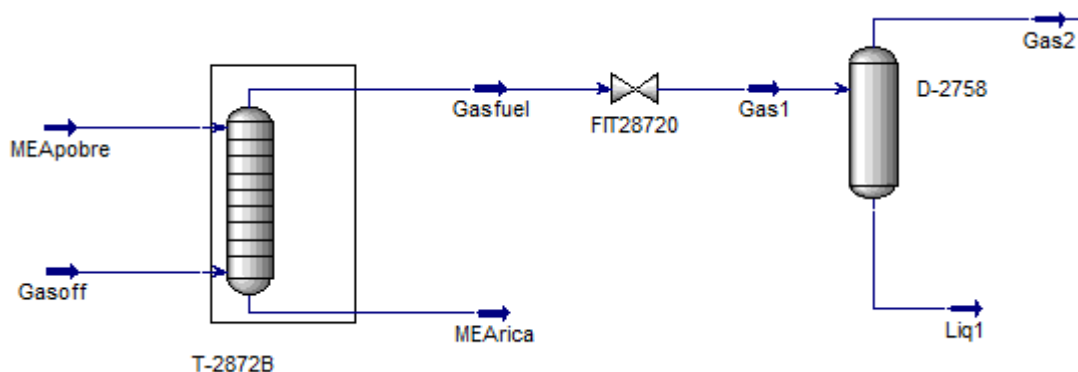 Gas2
D-2758
Gasfuel
FIT28720
Gas1
MEApobre
Gasoff
MEArica
Liq1
T-2872B